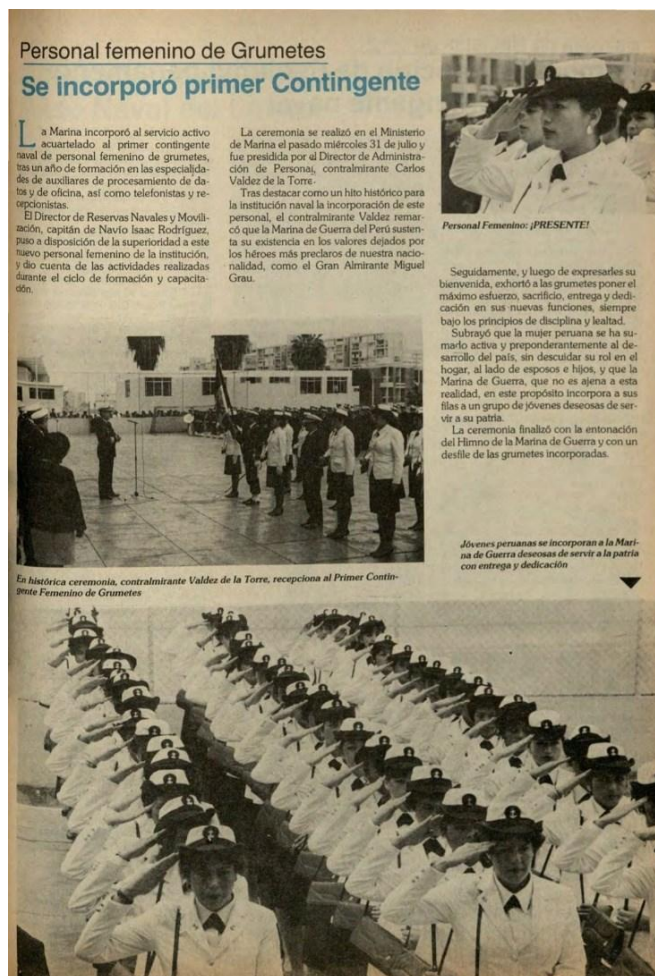 Personal femenino de Grumetes
Se incorporó primer Contingente
La Marina incorporó al servicio activo
acuartelado al primer contingente
naval de personal femenino de grumetes,
tras un año de formación en las especialida-
des de auxiliares de procesamiento de da-
tos y de oficina, así como telefonistas y re-
cepcionistas.
El Director de Reservas Navales y Movili-
zación, capitán de Navío Isaac Rodríguez,
puso a disposición de la superioridad a este
nuevo personal femenino de la institución,
y dio cuenta de las actividades realizadas
durante el ciclo de formación y capacita-
ción.
La ceremonia se realizó en el Ministerio
de Marina el pasado miércoles 31 de julio y
fue presidida por el Director de Administra-
ción de Personal, contralmirante Carlos
Valdez de la Torre.
Tras destacar como un hito histórico para
la institución naval la incorporación de este
personal, el contralmirante Valdez remar-
có que la Marina de Guerra del Perú susten-
ta su existencia en los valores dejados por
los héroes más preclaros de nuestra nacio-
nalidad, como el Gran Almirante Miguel
Grau.
Personal Femenino: ¡PRESENTE!
Seguidamente, y luego de expresarles su
bienvenida, exhortó a las grumetes poner el
máximo esfuerzo, sacrificio, entrega y dedi-
cación en sus nuevas funciones, siempre
bajo los principios de disciplina y lealtad.
Subrayó que la mujer peruana se ha su-
mado activa y preponderantemente al de-
sarrollo del país, sin descuidar su rol en el
hogar, al lado de esposos e hijos, y que la
Marina de Guerra, que no es ajena a esta
realidad, en este propósito incorpora a sus
filas a un grupo de jóvenes deseosas de ser-
vir a su patria.
La ceremonia finalizó con la entonación
del Himno de la Marina de Guerra y con un
desfile de las grumetes incorporadas.
Jóvenes peruanas se incorporan a la Mari-
na de Guerra deseosas de servir a la patria
con entrega y dedicación
En histórica ceremonia, contralmirante Valdez de la Torre, recepciona al Primer Contin-
gente Femenino de Grumetes